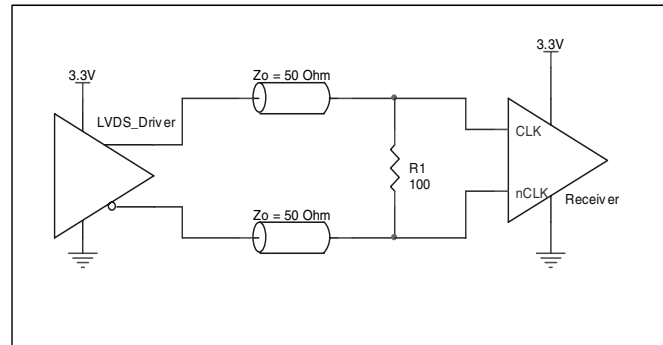 3.3V
LVDS_Driver
Zo = 50 Ohm
R1
100
Zo = 50 Ohm
3.3V
CLK
nCLK
Receiver